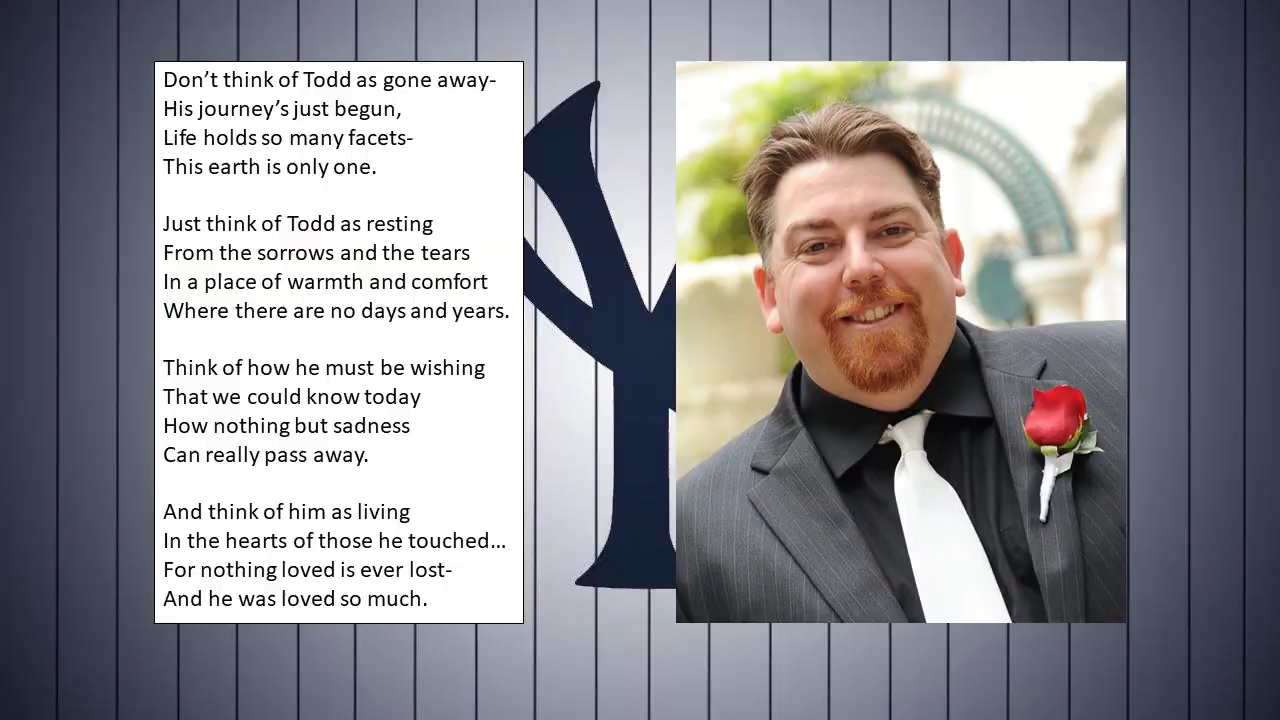 Don’t think of Todd as gone away-
His journey’s just begun,
Life holds so many facets-
This earth is only one.
Just think of Todd as resting
From the sorrows and the tears
In a place of warmth and comfort
Where there are no days and years.
Think of how he must be wishing
That we could know today
How nothing but sadness
Can really pass away.
And think of him as living
In the hearts of those he touched…
For nothing loved is ever lost-
And he was loved so much.